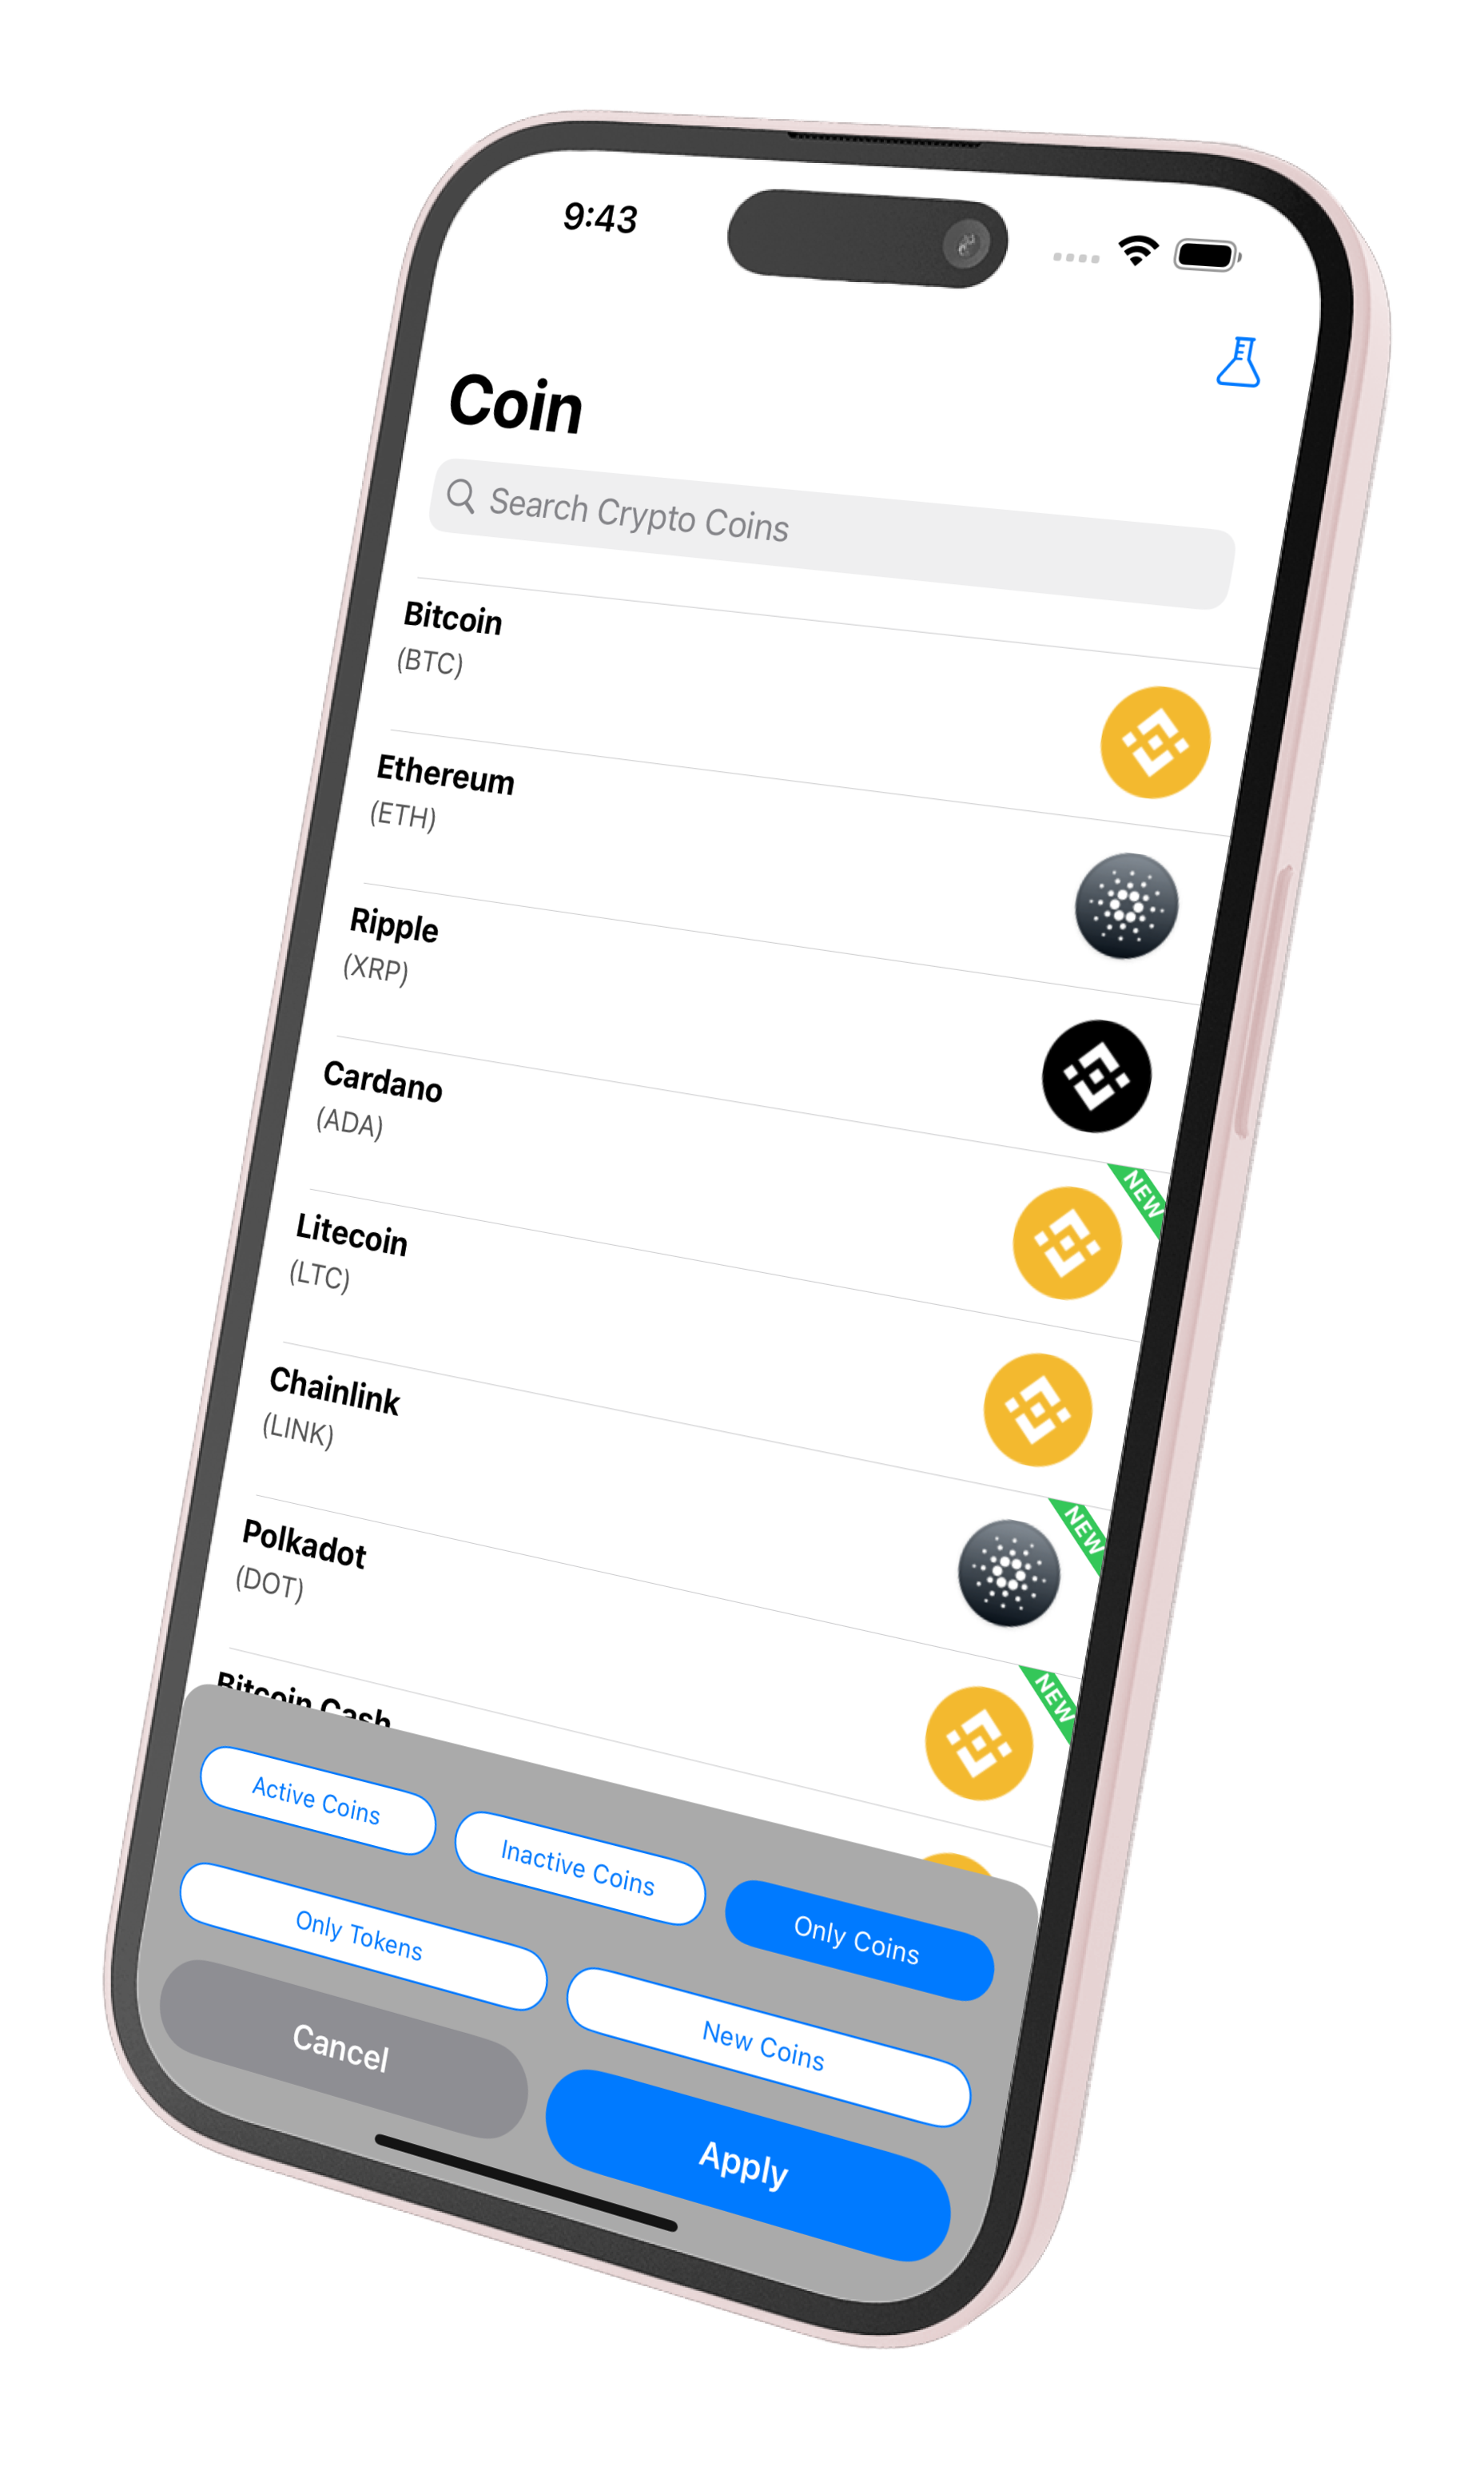 9:43
Coin
Search Crypto Coins
Bitcoin
(BTC)
Ethereum
(ETH)
Ripple
(XRP)
Cardano
(ADA)
NEW
Litecoin
(LTC)
Chainlink
(LINK)
NEW
Polkadot
(DOT)
NEW
Bitcoin Cash
Active Coins
Inactive Coins
Only Coins
Only Tokens
New Coins
Cancel
Apply